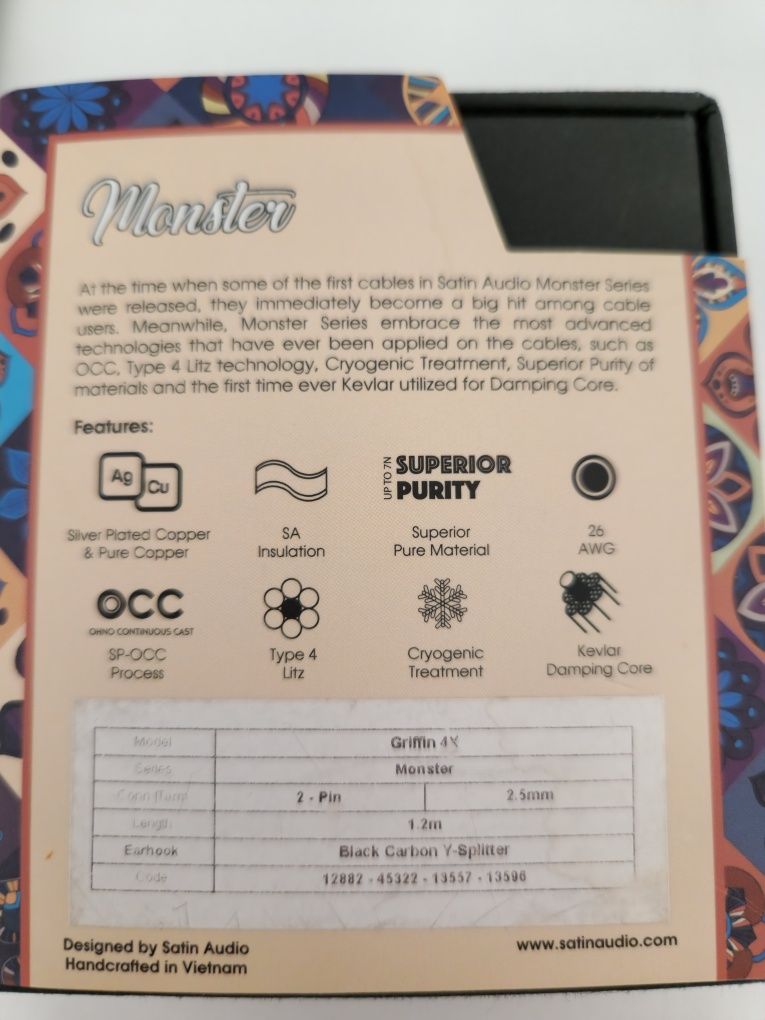 Monster
At the time when some of the first cables in Satin Audio Monster Series
were released, they immediately become a big hit among cable
users. Meanwhile, Monster Series embrace the most advanced
technologies that have ever been applied on the cables, such as
OCC, Type 4 Litz technology, Cryogenic Treatment, Superior Purity of
materials and the first time ever Kevlar utilized for Damping Core.
Features:
Ag Cu
UP TO 7N SUPERIOR
PURITY
Silver Plated Copper
& Pure Copper
SA
Insulation
Superior
Pure Material
26
AWG
OCC
OHNO CONTINUOUS CAST
SP-OCC
Process
Type 4
Litz
Cryogenic
Treatment
Kevlar
Damping Core
Model Griffin 4X
Series Monster
2 - Pin 2.5mm
Length 1.2m
Earhook Black Carbon Y-Splitter
Code 12882 - 45322 - 13557 - 13596
Designed by Satin Audio
Handcrafted in Vietnam
www.satinaudio.com